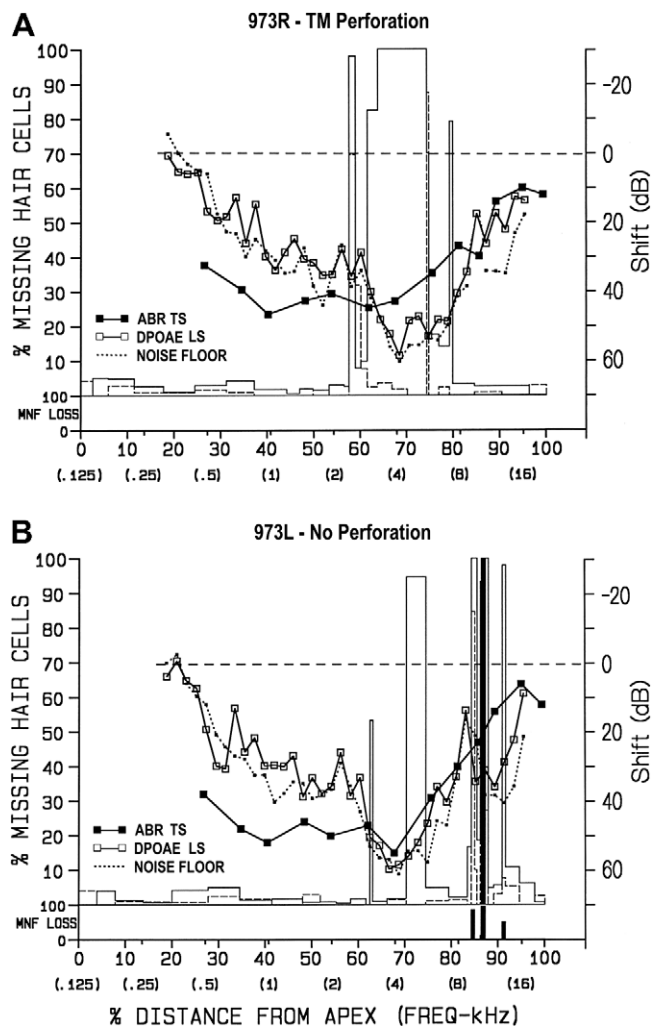 A
973R - TM Perforation
100
90
80
70
60
50
40
30
20
10
100
0
% MISSING HAIR CELLS
MNF LOSS
-20
0
20
40
60
Shift (dB)
ABR TS
DPOAE LS
NOISE FLOOR
0 10 20 30 40 50 60 70 80 90 100
(.125) (.25) (.5) (1) (2) (4) (8) (16)
B
973L - No Perforation
100
90
80
70
60
50
40
30
20
10
100
0
% MISSING HAIR CELLS
MNF LOSS
-20
0
20
40
60
Shift (dB)
ABR TS
DPOAE LS
NOISE FLOOR
0 10 20 30 40 50 60 70 80 90 100
(.125) (.25) (.5) (1) (2) (4) (8) (16)
% DISTANCE FROM APEX (FREQ-kHz)